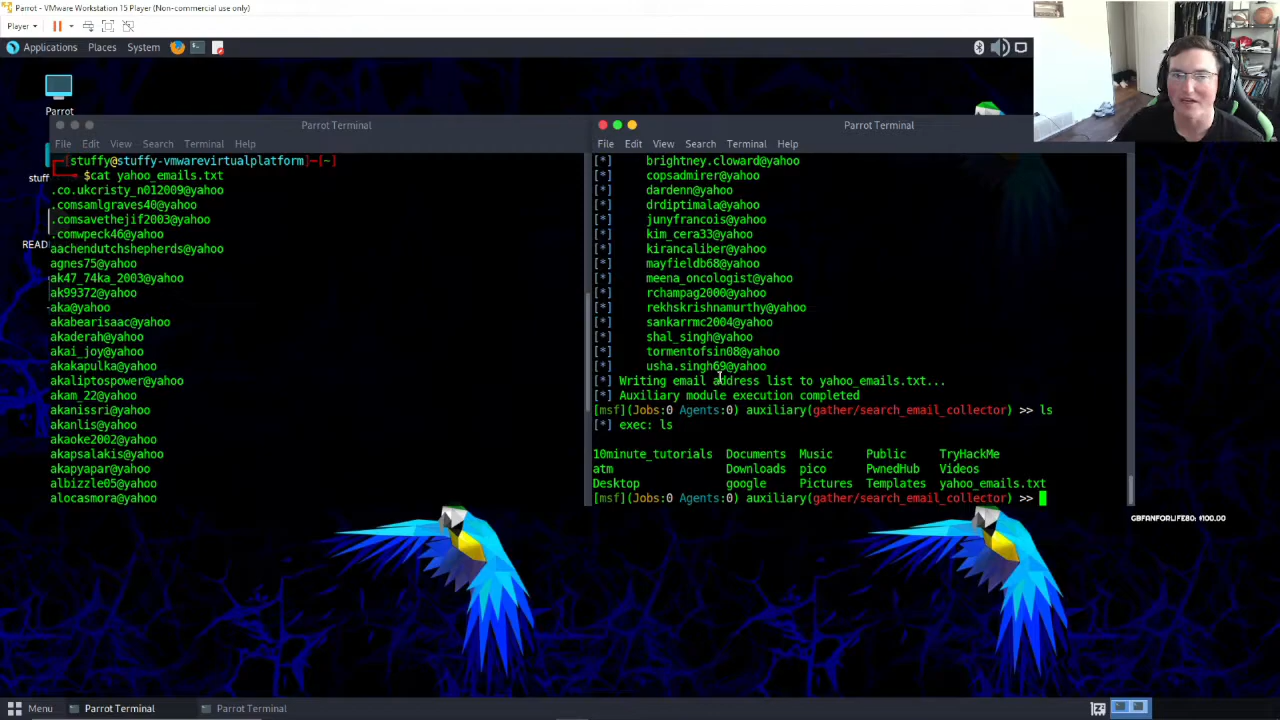 Parrot - VMware Workstation 15 Player (Non-commercial use only)
Player
Applications Places System
Parrot
Parrot Terminal
File Edit View Search Terminal Help
┌─[stuffy@stuffy-vmwarevirtualplatform]─[~]
└──╼ $cat yahoo_emails.txt
.co.ukcristy_n012009@yahoo
.comsamlgraves40@yahoo
.comsavethejif2003@yahoo
.comwpeck46@yahoo
aachendutchshepherds@yahoo
agnes75@yahoo
ak47_74ka_2003@yahoo
ak99372@yahoo
aka@yahoo
akabearisaac@yahoo
akaderah@yahoo
akai_joy@yahoo
akakapulka@yahoo
akaliptospower@yahoo
akam_22@yahoo
akanissri@yahoo
akanlis@yahoo
akaoke2002@yahoo
akapsalakis@yahoo
akapyapar@yahoo
albizzle05@yahoo
alocasmora@yahoo
stuff
READ
Parrot Terminal
File Edit View Search Terminal Help
[*] brightney.cloward@yahoo
[*] copsadmirer@yahoo
[*] dardenn@yahoo
[*] drdiptimala@yahoo
[*] junyfrancois@yahoo
[*] kim_cera33@yahoo
[*] kirancaliber@yahoo
[*] mayfieldb68@yahoo
[*] meena_oncologist@yahoo
[*] rchampag2000@yahoo
[*] rekhskrishnamurthy@yahoo
[*] sankarrmc2004@yahoo
[*] shal_singh@yahoo
[*] tormentofsin08@yahoo
[*] usha.singh69@yahoo
[*] Writing email address list to yahoo_emails.txt...
[*] Auxiliary module execution completed
[msf](Jobs:0 Agents:0) auxiliary(gather/search_email_collector) >> ls
[*] exec: ls
10minute_tutorials Documents Music Public TryHackMe
atm Downloads pico PwnedHub Videos
Desktop google Pictures Templates yahoo_emails.txt
[msf](Jobs:0 Agents:0) auxiliary(gather/search_email_collector) >>
GBFANFORLIFE80: $100.00
Menu Parrot Terminal Parrot Terminal